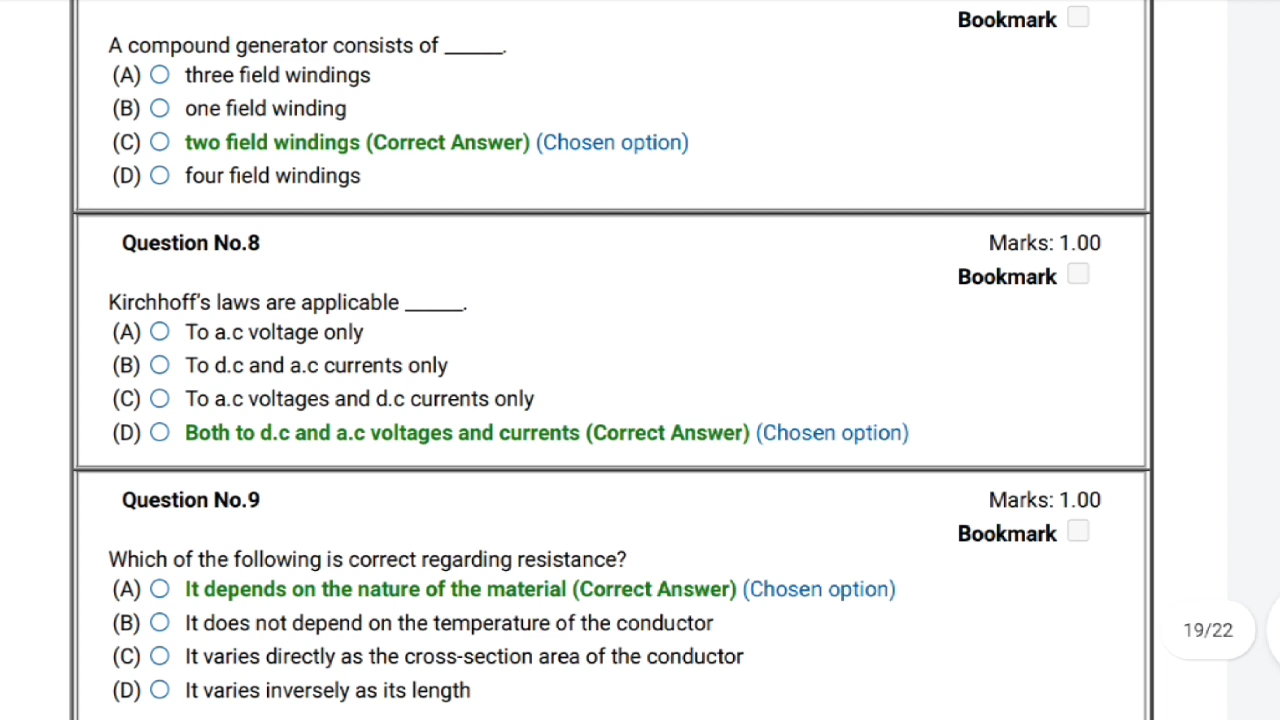 Bookmark
A compound generator consists of _____.
(A) three field windings
(B) one field winding
(C) two field windings (Correct Answer) (Chosen option)
(D) four field windings
Question No.8 Marks: 1.00
Bookmark
Kirchhoff's laws are applicable _____.
(A) To a.c voltage only
(B) To d.c and a.c currents only
(C) To a.c voltages and d.c currents only
(D) Both to d.c and a.c voltages and currents (Correct Answer) (Chosen option)
Question No.9 Marks: 1.00
Bookmark
Which of the following is correct regarding resistance?
(A) It depends on the nature of the material (Correct Answer) (Chosen option)
(B) It does not depend on the temperature of the conductor
(C) It varies directly as the cross-section area of the conductor
(D) It varies inversely as its length
19/22